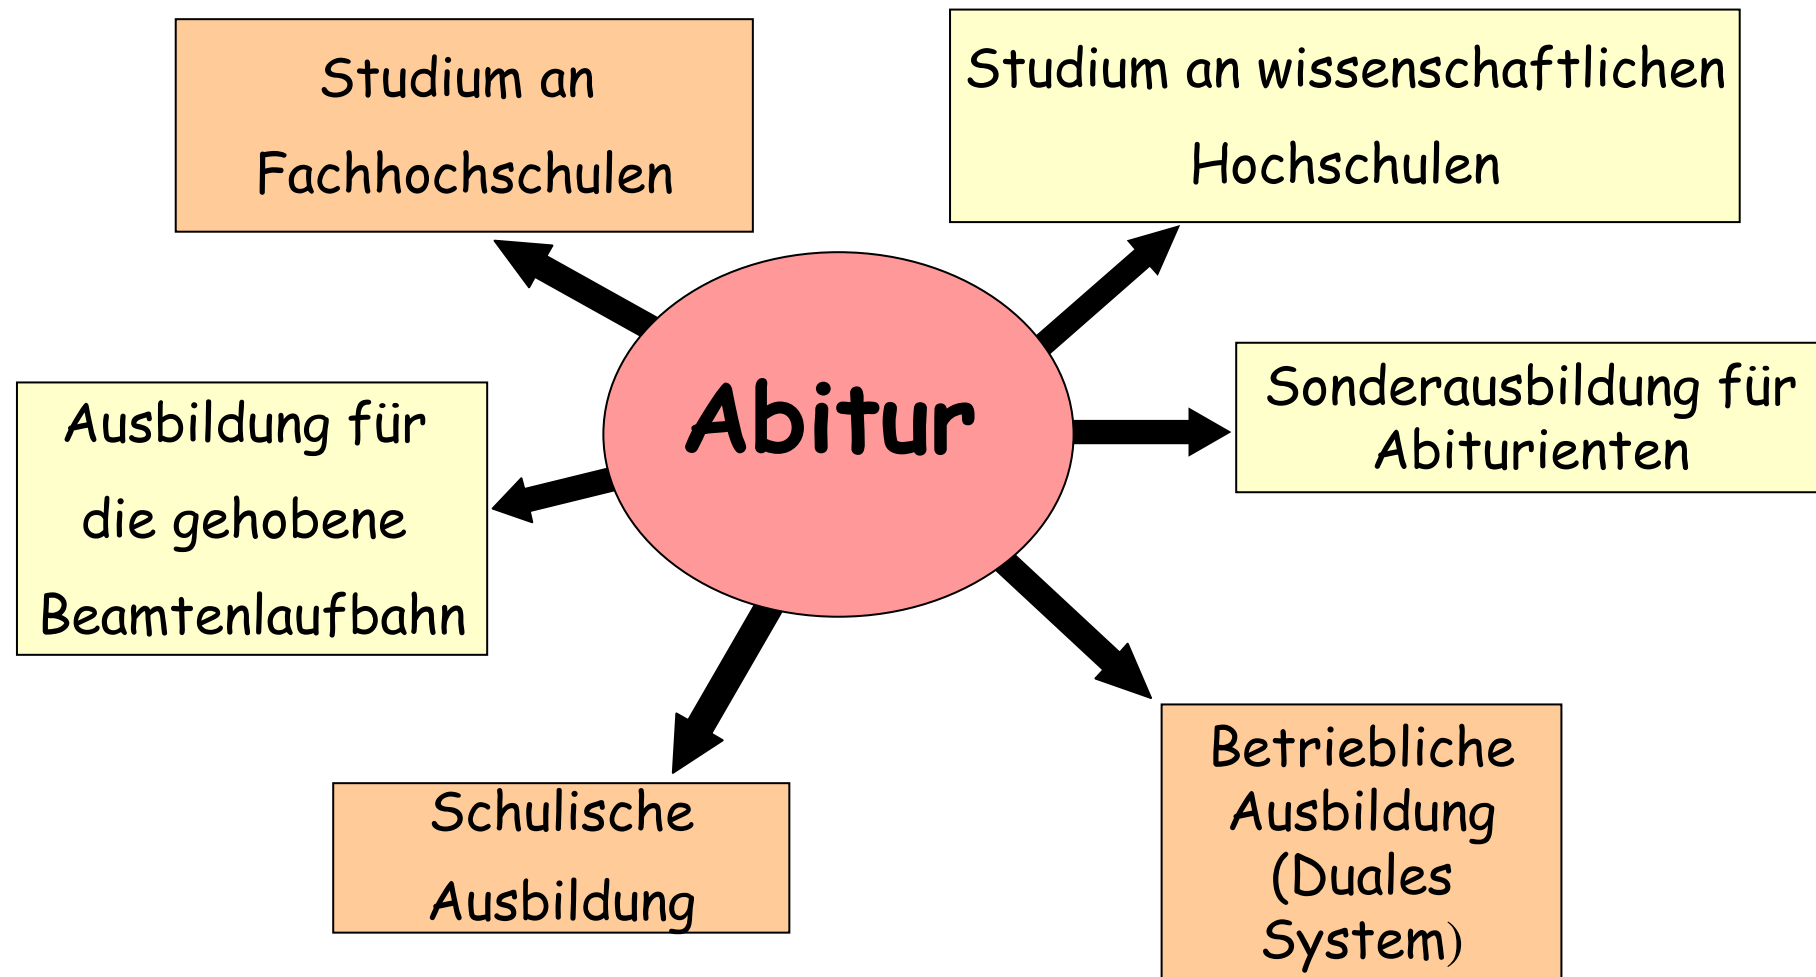 Studium an
Fachhochschulen
Studium an wissenschaftlichen
Hochschulen
Abitur
Sonderausbildung für
Abiturienten
Ausbildung für
die gehobene
Beamtenlaufbahn
Schulische
Ausbildung
Betriebliche
Ausbildung
(Duales
System)